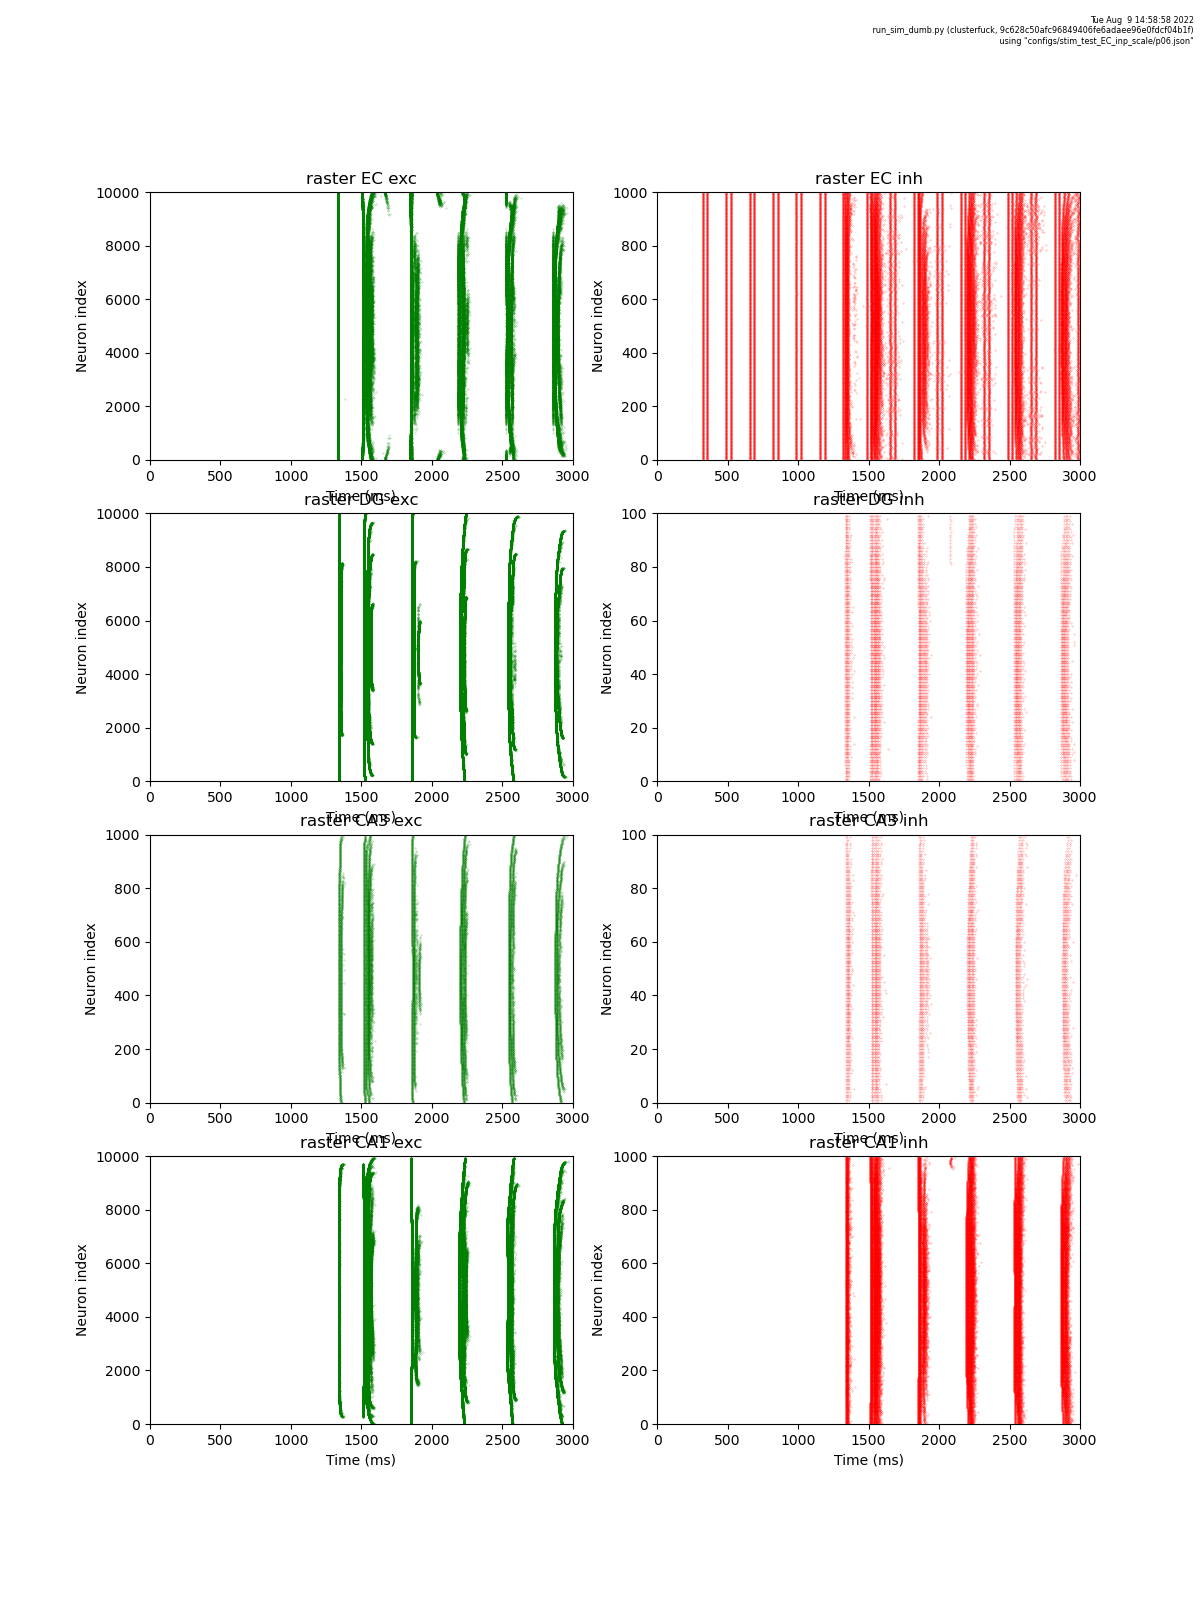 Tue Aug  9 14:58:58 2022
run_sim_dumb.py (clusterfuck, 9c628c50afc96849406fe6adaee96e0fdcf04b1f)
using "configs/stim_test_EC_inp_scale/p06.json"
raster EC exc
10000
8000
6000
4000
2000
0
Neuron index
0 500 1000 1500 2000 2500 3000
Time (ms)
raster EC inh
1000
800
600
400
200
0
Neuron index
0 500 1000 1500 2000 2500 3000
Time (ms)
raster DG exc
10000
8000
6000
4000
2000
0
Neuron index
0 500 1000 1500 2000 2500 3000
Time (ms)
raster DG inh
100
80
60
40
20
0
Neuron index
0 500 1000 1500 2000 2500 3000
Time (ms)
raster CA3 exc
1000
800
600
400
200
0
Neuron index
0 500 1000 1500 2000 2500 3000
Time (ms)
raster CA3 inh
100
80
60
40
20
0
Neuron index
0 500 1000 1500 2000 2500 3000
Time (ms)
raster CA1 exc
10000
8000
6000
4000
2000
0
Neuron index
0 500 1000 1500 2000 2500 3000
Time (ms)
raster CA1 inh
1000
800
600
400
200
0
Neuron index
0 500 1000 1500 2000 2500 3000
Time (ms)